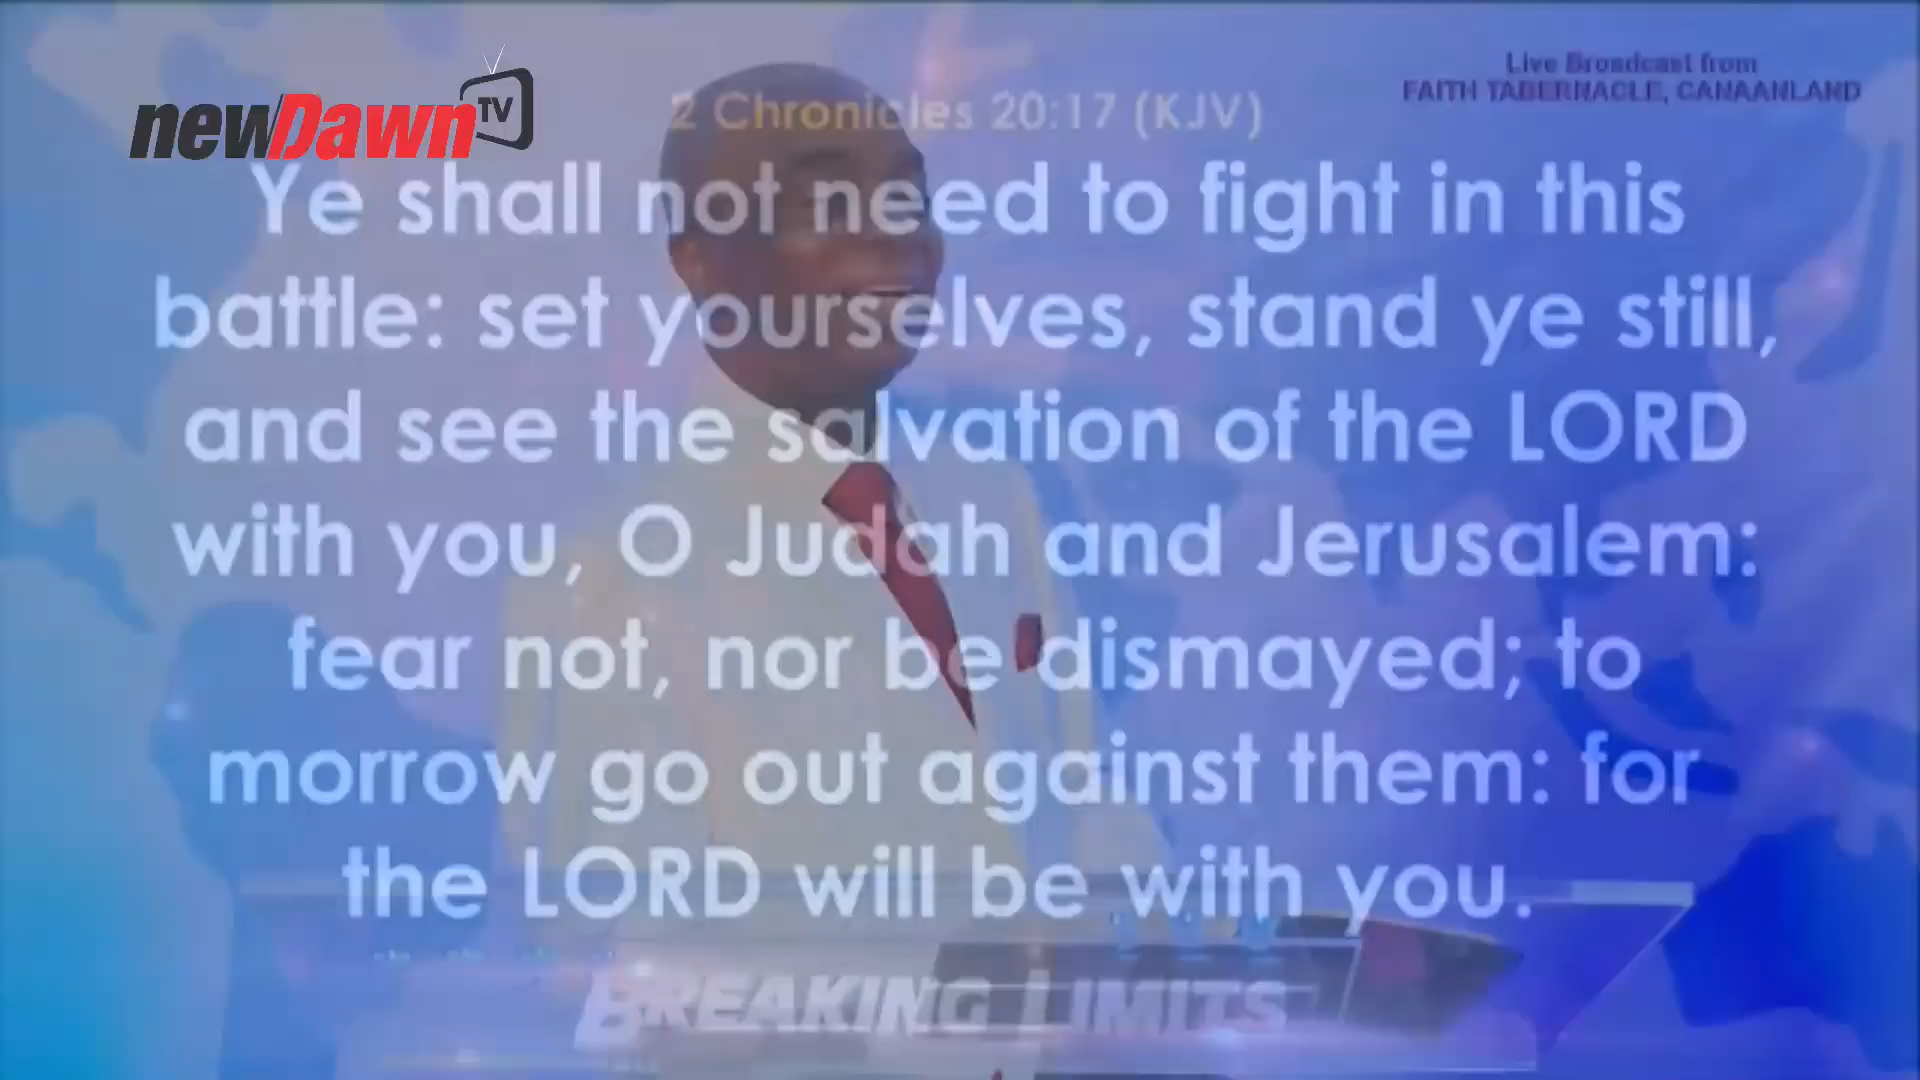 newDawn TV
Live Broadcast from
FAITH TABERNACLE, CANAANLAND
2 Chronicles 20:17 (KJV)
Ye shall not need to fight in this
battle: set yourselves, stand ye still,
and see the salvation of the LORD
with you, O Judah and Jerusalem:
fear not, nor be dismayed; to
morrow go out against them: for
the LORD will be with you.
BREAKING LIMITS